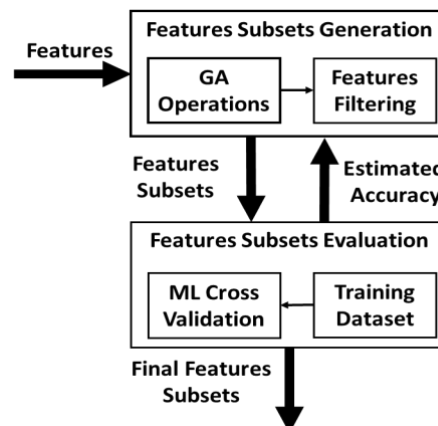 Features
Features Subsets Generation
GA
Operations
Features
Filtering
Features
Subsets
Estimated
Accuracy
Features Subsets Evaluation
ML Cross
Validation
Training
Dataset
Final Features
Subsets